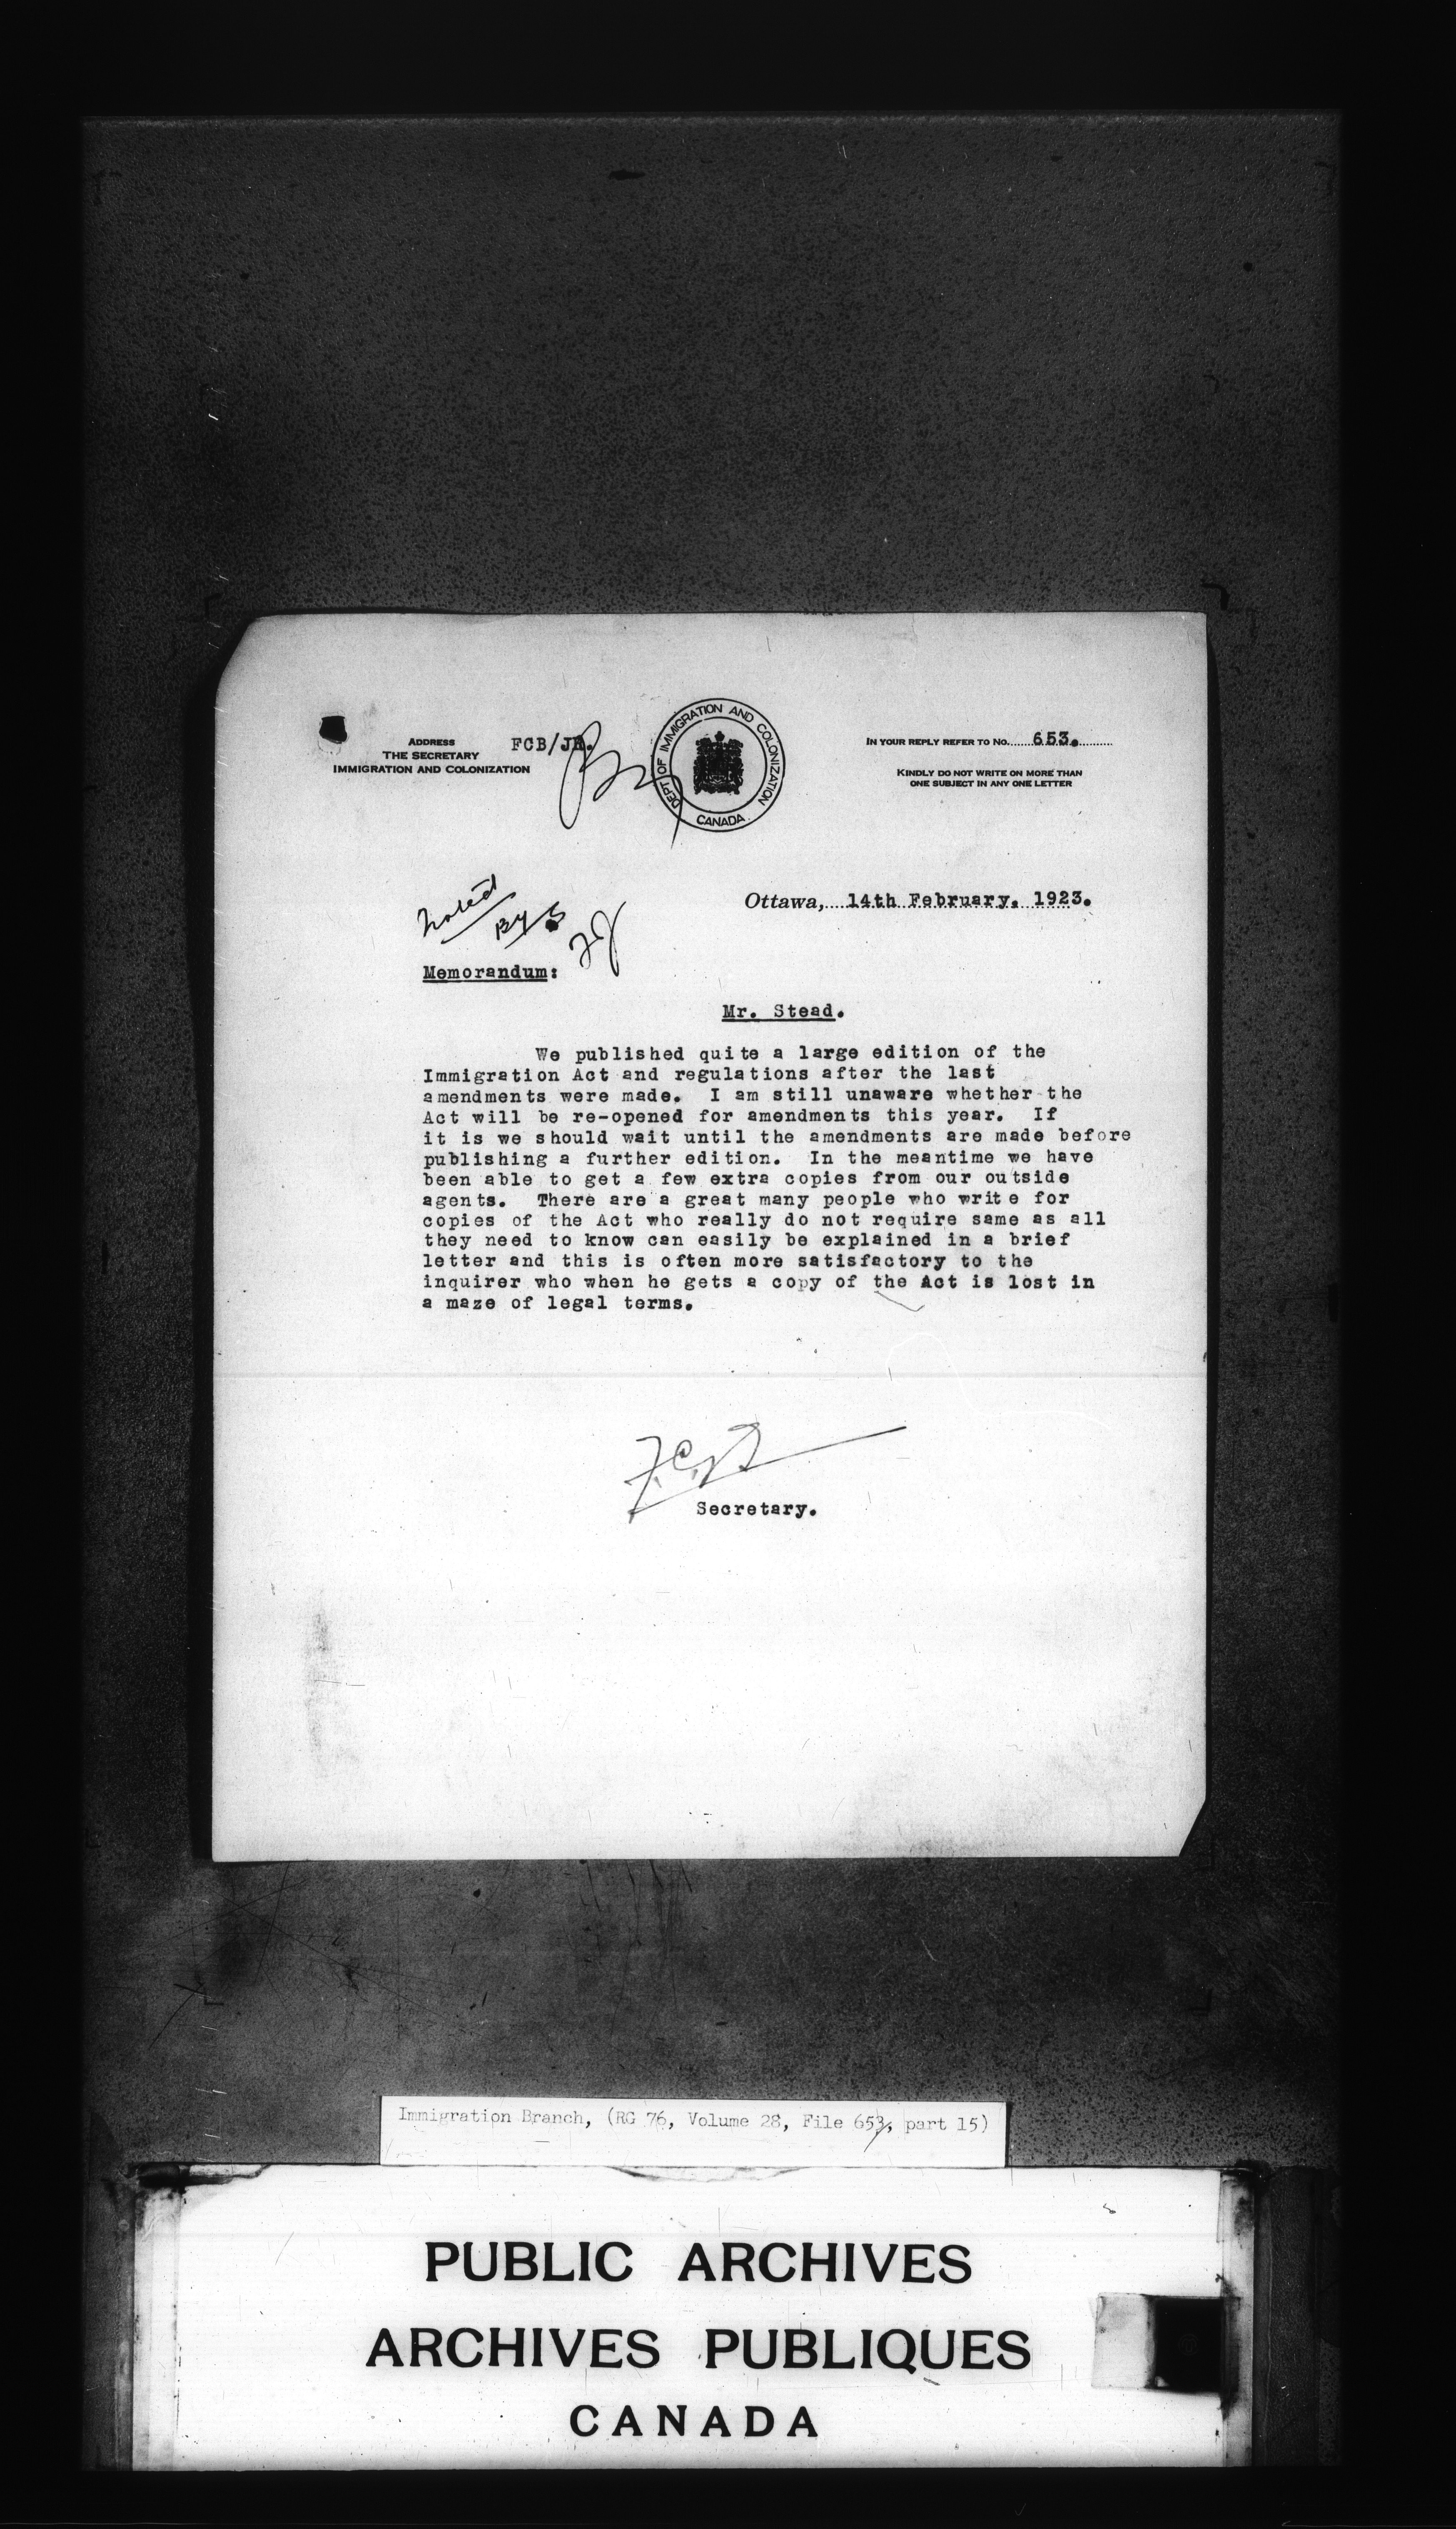 ADDRESS
THE SECRETARY
IMMIGRATION AND COLONIZATION
FCB/JR.
DEPT OF IMMIGRATION AND COLONIZATION
CANADA
IN YOUR REPLY REFER TO NO. 653.
KINDLY DO NOT WRITE ON MORE THAN
ONE SUBJECT IN ANY ONE LETTER
Ottawa, 14th February, 1923.
noted
By
Memorandum:
Mr. Stead.
We published quite a large edition of the
Immigration Act and regulations after the last
amendments were made. I am still unaware whether the
Act will be re-opened for amendments this year. If
it is we should wait until the amendments are made before
publishing a further edition. In the meantime we have
been able to get a few extra copies from our outside
agents. There are a great many people who write for
copies of the Act who really do not require same as all
they need to know can easily be explained in a brief
letter and this is often more satisfactory to the
inquirer who when he gets a copy of the Act is lost in
a maze of legal terms.
Secretary.
Immigration Branch, (RG 76, Volume 28, File 653, part 15)
PUBLIC ARCHIVES
ARCHIVES PUBLIQUES
CANADA